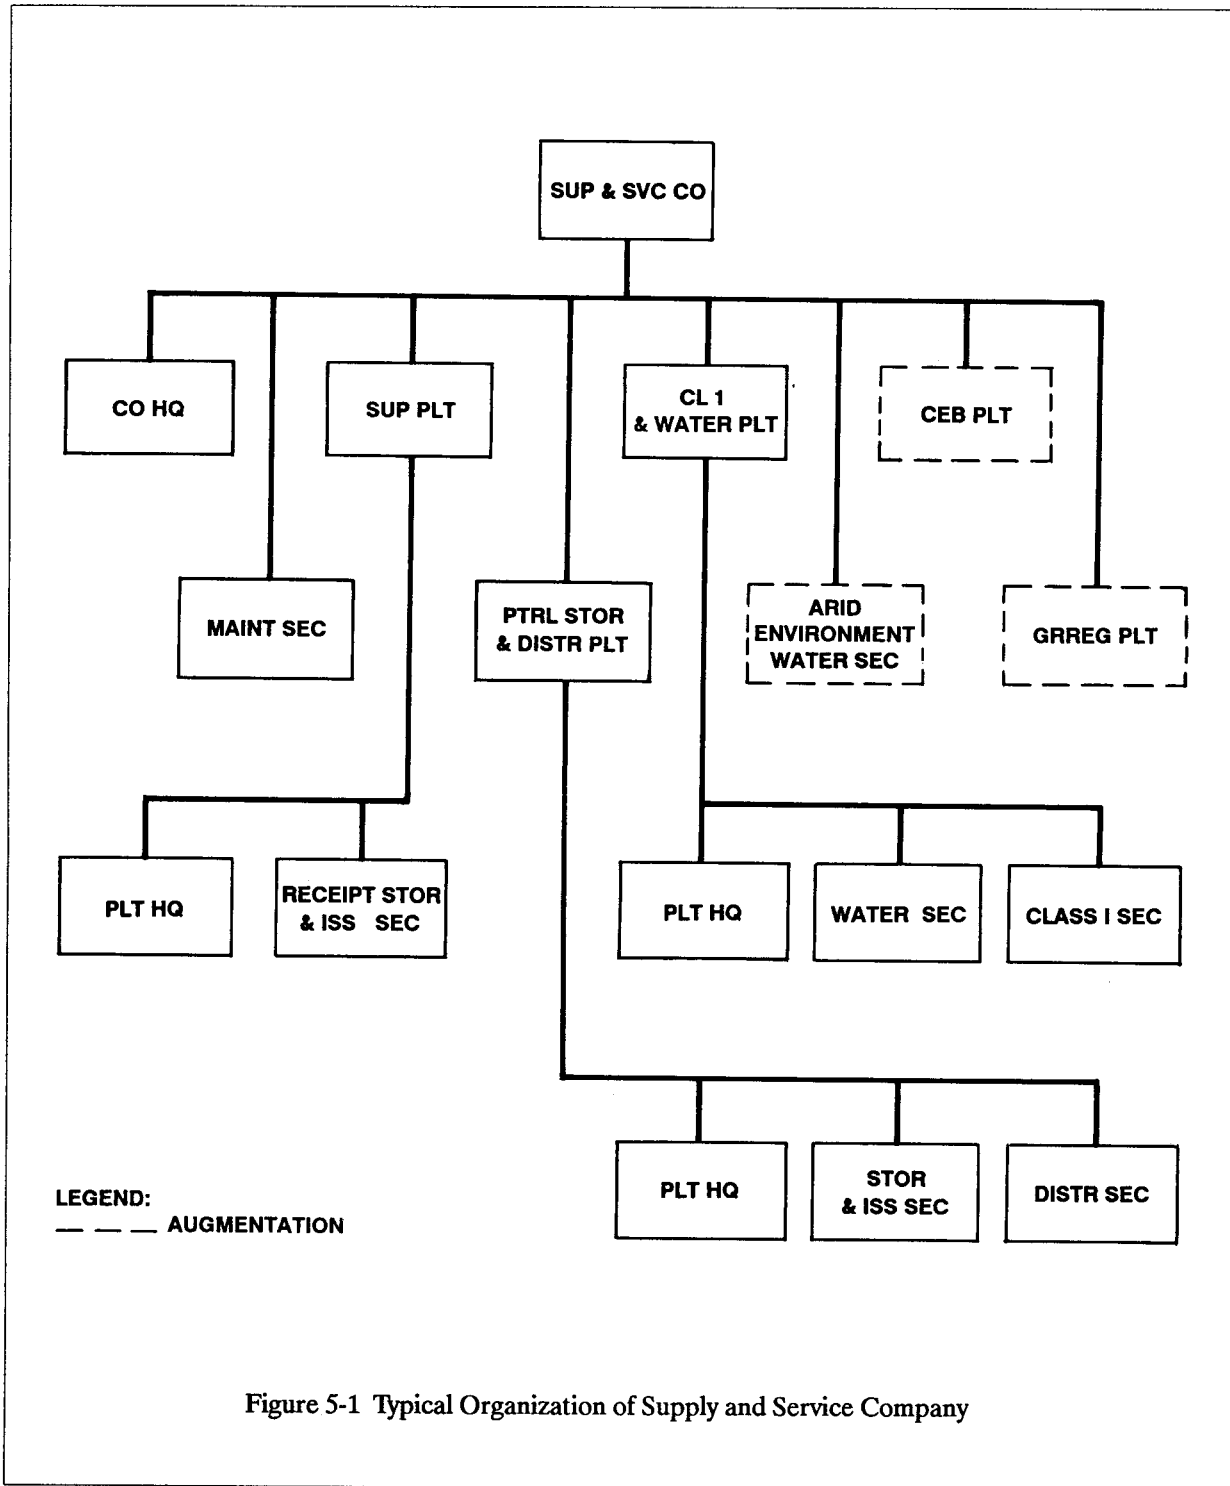 SUP & SVC CO
CO HQ
SUP PLT
CL 1
& WATER PLT
CEB PLT
MAINT SEC
PTRL STOR
& DISTR PLT
ARID
ENVIRONMENT
WATER SEC
GRREG PLT
PLT HQ
RECEIPT STOR
& ISS SEC
PLT HQ
WATER SEC
CLASS I SEC
PLT HQ
STOR
& ISS SEC
DISTR SEC
LEGEND:
— — — AUGMENTATION
Figure 5-1 Typical Organization of Supply and Service Company